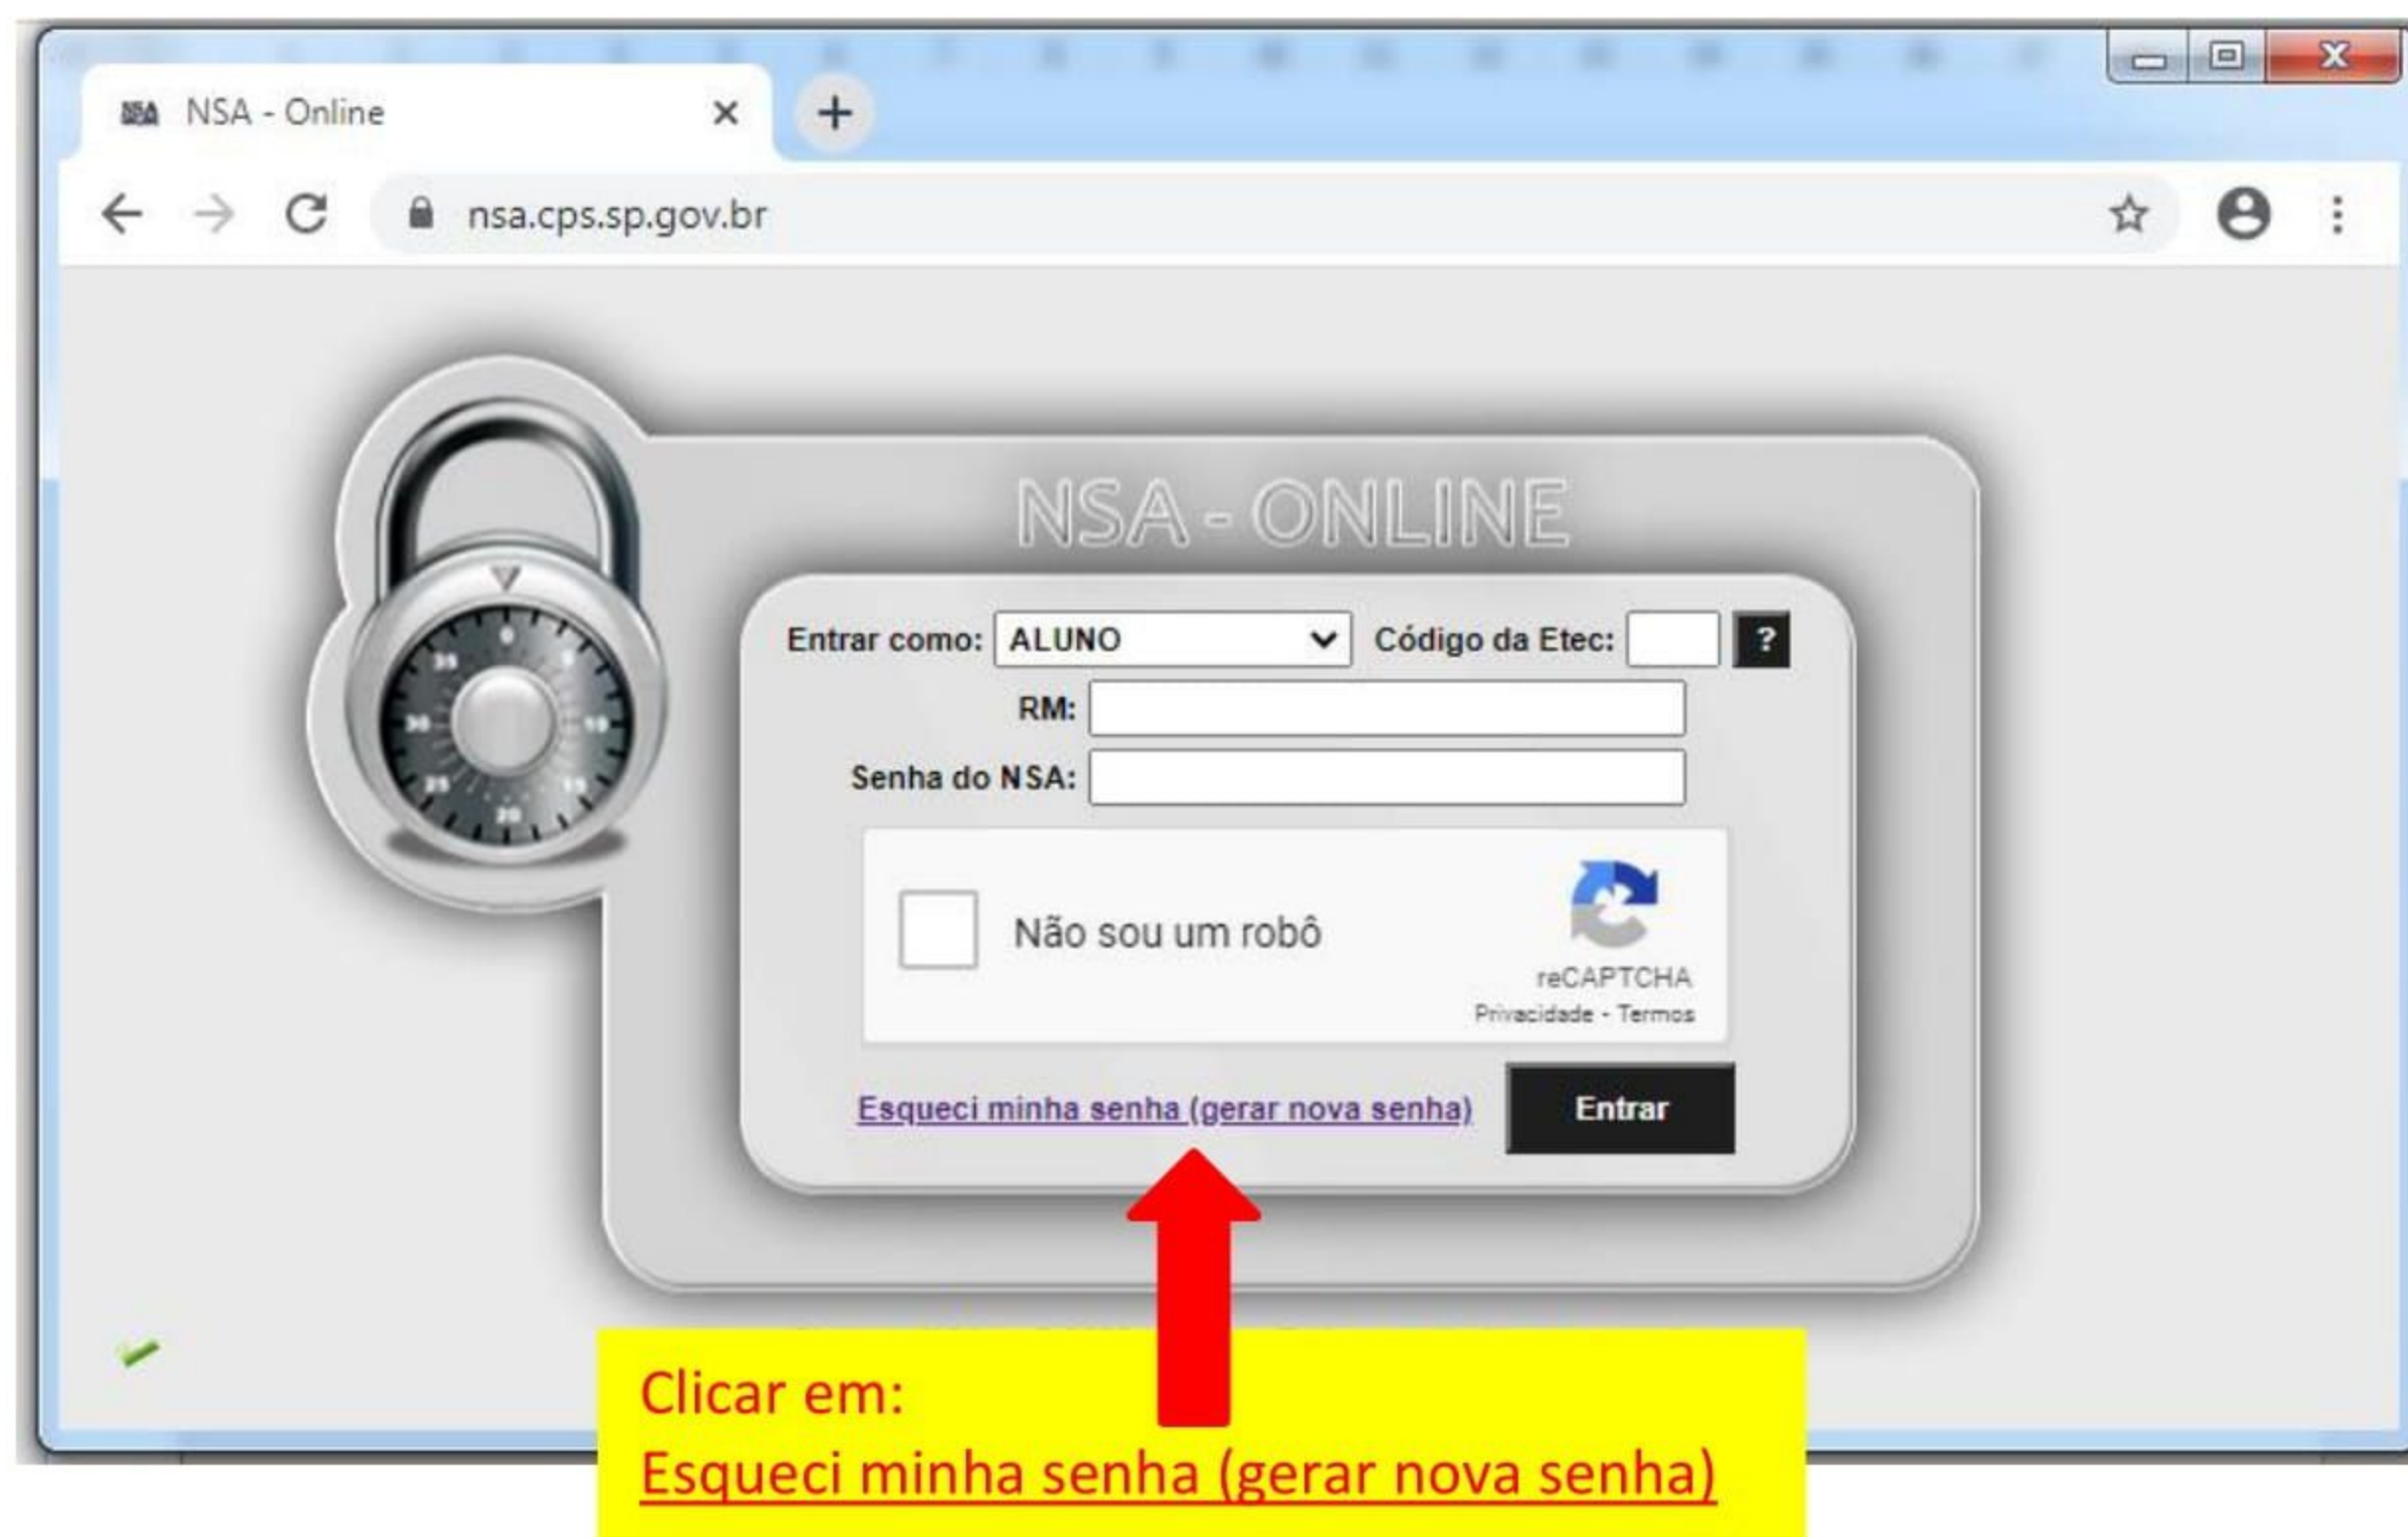 NSA NSA - Online
nsa.cps.sp.gov.br
NSA - ONLINE
Entrar como: ALUNO Código da Etec: ?
RM:
Senha do NSA:
Não sou um robô
reCAPTCHA
Privacidade - Termos
Esqueci minha senha (gerar nova senha) Entrar
Clicar em:
Esqueci minha senha (gerar nova senha)